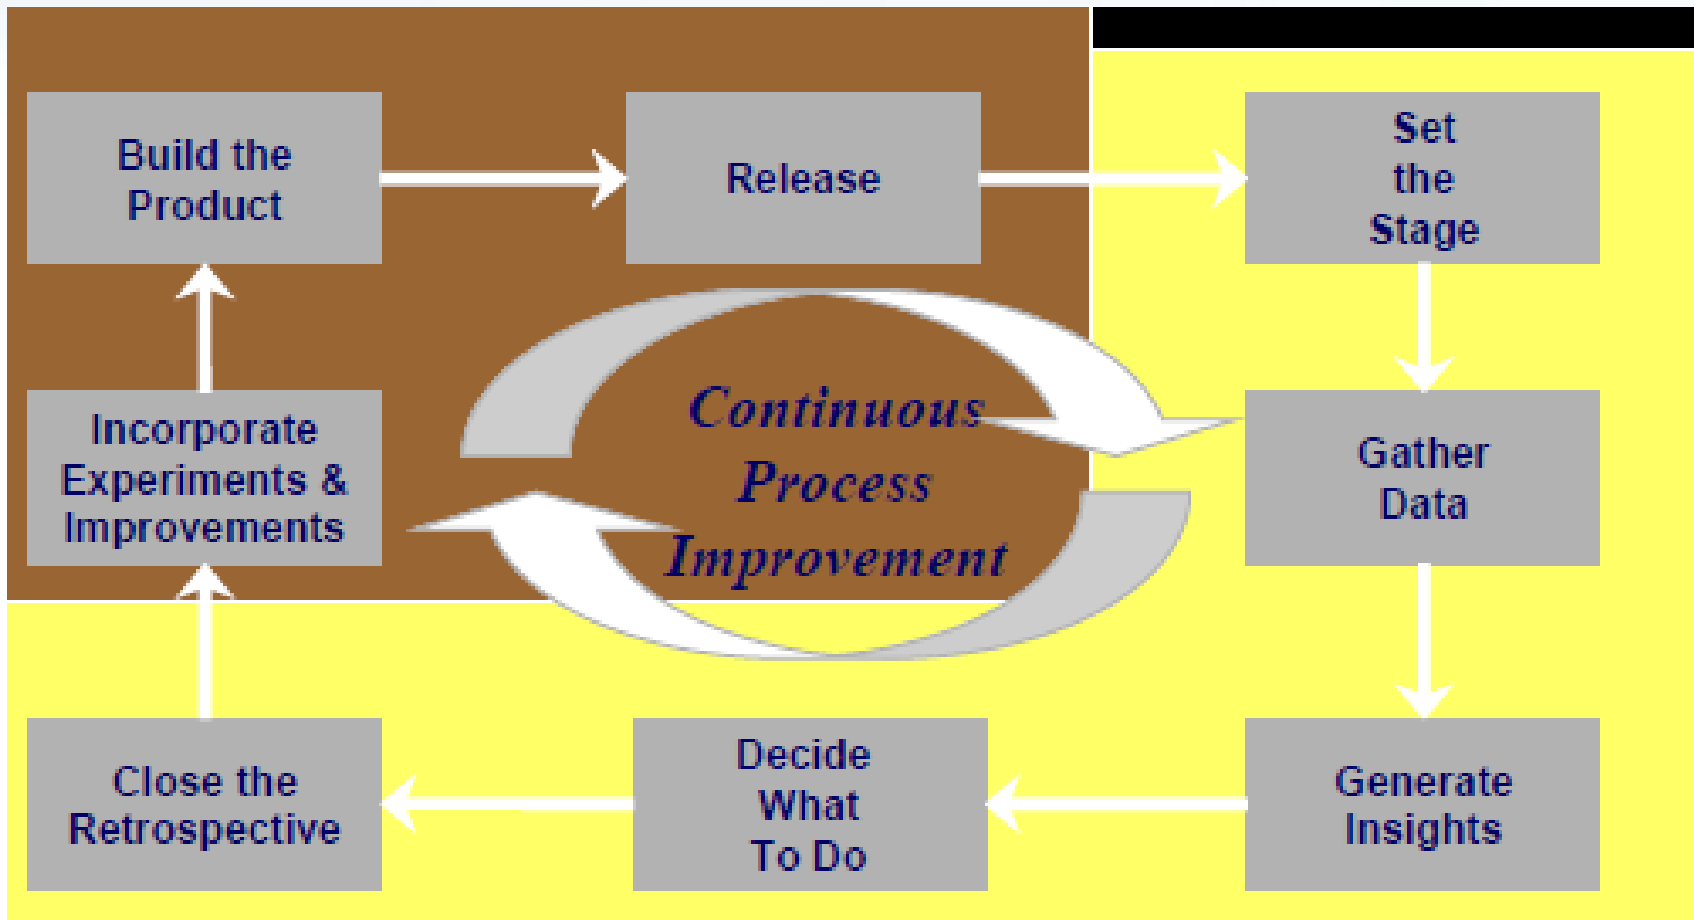 Build the
Product
Release
Set
the
Stage
Continuous
Process
Improvement
Incorporate
Experiments &
Improvements
Gather
Data
Close the
Retrospective
Decide
What
To Do
Generate
Insights